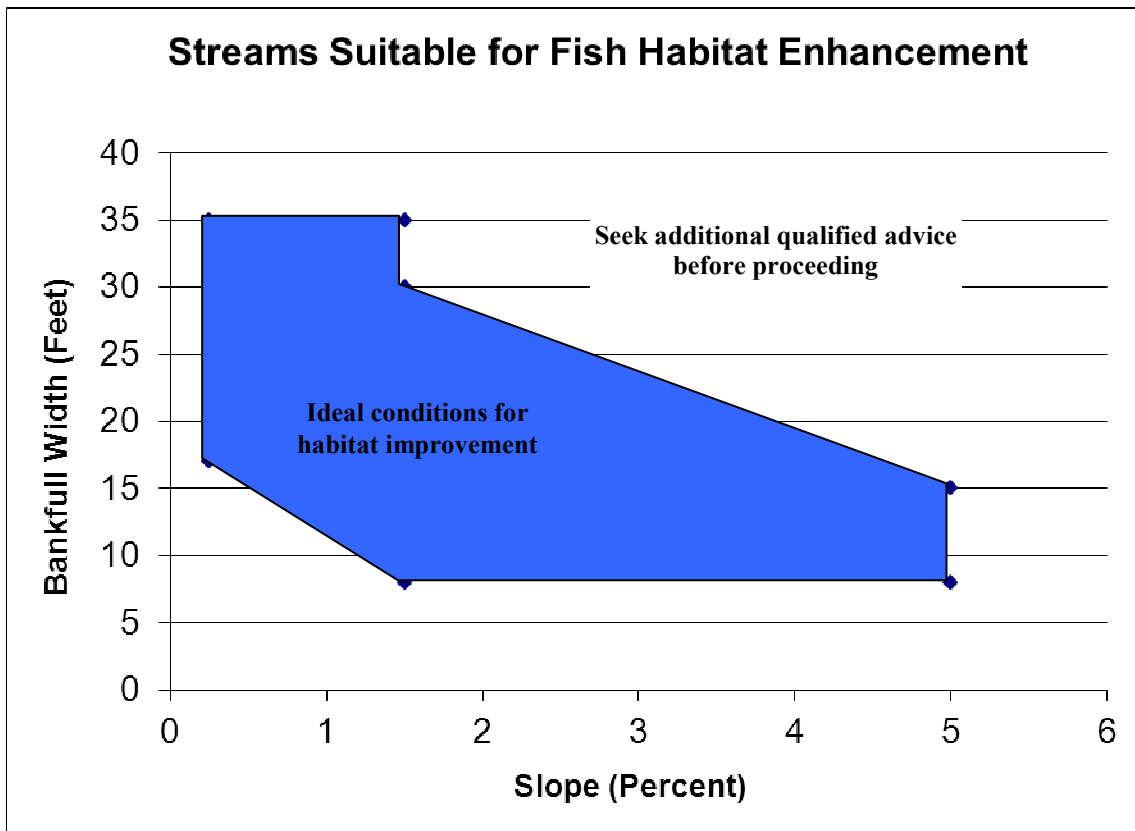 Streams Suitable for Fish Habitat Enhancement
40
35
30
25
20
15
10
5
0
Bankfull Width (Feet)
Seek additional qualified advice
before proceeding
Ideal conditions for
habitat improvement
0 1 2 3 4 5 6
Slope (Percent)